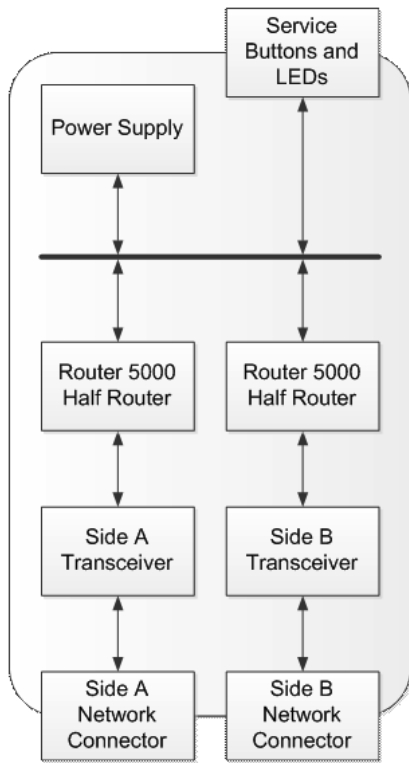 Service
Buttons and
LEDs
Power Supply
Router 5000
Half Router
Router 5000
Half Router
Side A
Transceiver
Side B
Transceiver
Side A
Network
Connector
Side B
Network
Connector